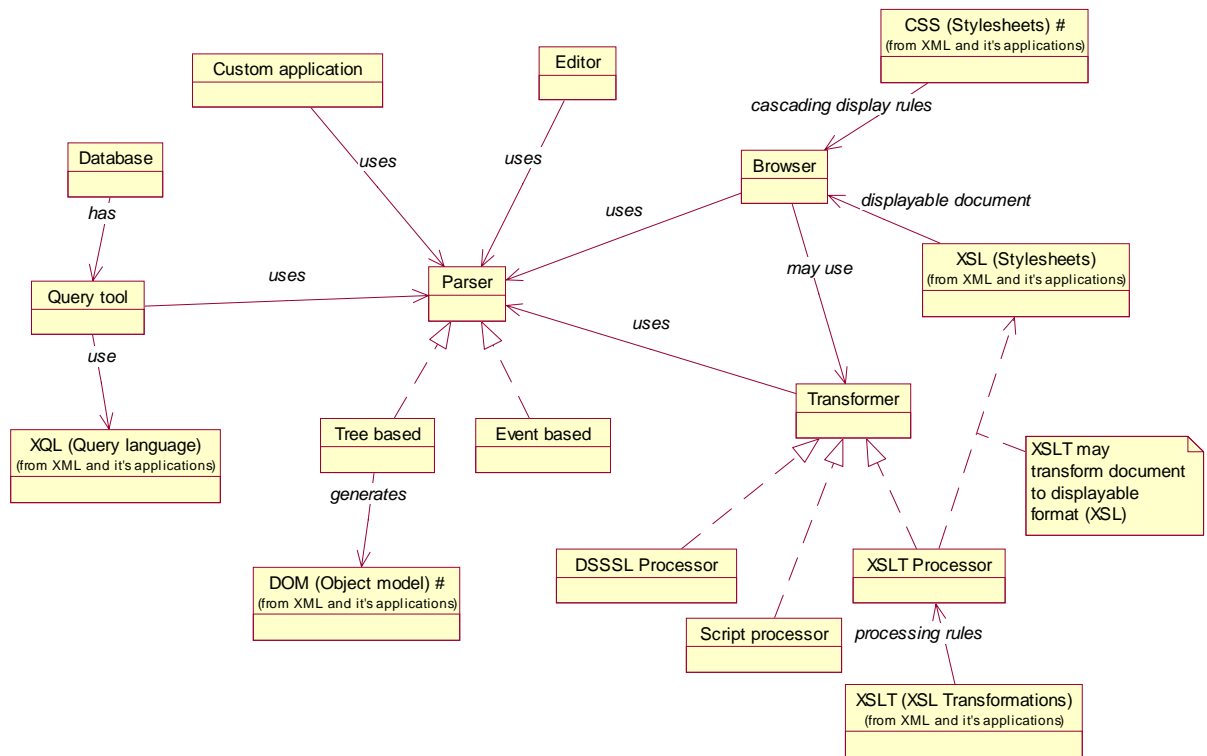 CSS (Stylesheets) #
(from XML and it's applications)
Editor
Custom application
cascading display rules
Database
uses
uses
Browser
displayable document
has
uses
XSL (Stylesheets)
(from XML and it's applications)
may use
Query tool
uses
Parser
uses
use
Transformer
XQL (Query language)
(from XML and it's applications)
Tree based
Event based
XSLT may
transform document
to displayable
format (XSL)
generates
DSSSL Processor
XSLT Processor
DOM (Object model) #
(from XML and it's applications)
Script processor
processing rules
XSLT (XSL Transformations)
(from XML and it's applications)